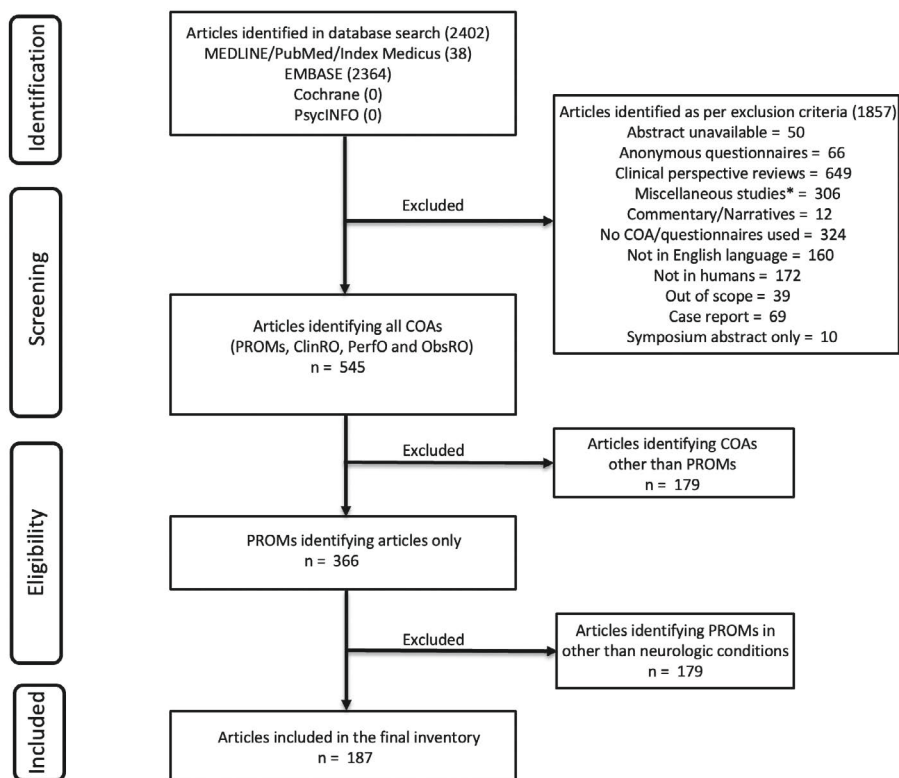 Identification
Articles identified in database search (2402)
MEDLINE/PubMed/Index Medicus (38)
EMBASE (2364)
Cochrane (0)
PsycINFO (0)
Articles identified as per exclusion criteria (1857)
Abstract unavailable = 50
Anonymous questionnaires = 66
Clinical perspective reviews = 649
Miscellaneous studies* = 306
Commentary/Narratives = 12
No COA/questionnaires used = 324
Not in English language = 160
Not in humans = 172
Out of scope = 39
Case report = 69
Symposium abstract only = 10
Excluded
Screening
Articles identifying all COAs
(PROMs, ClinRO, PerfO and ObsRO)
n = 545
Excluded
Articles identifying COAs
other than PROMs
n = 179
Eligibility
PROMs identifying articles only
n = 366
Excluded
Articles identifying PROMs in
other than neurologic conditions
n = 179
Included
Articles included in the final inventory
n = 187